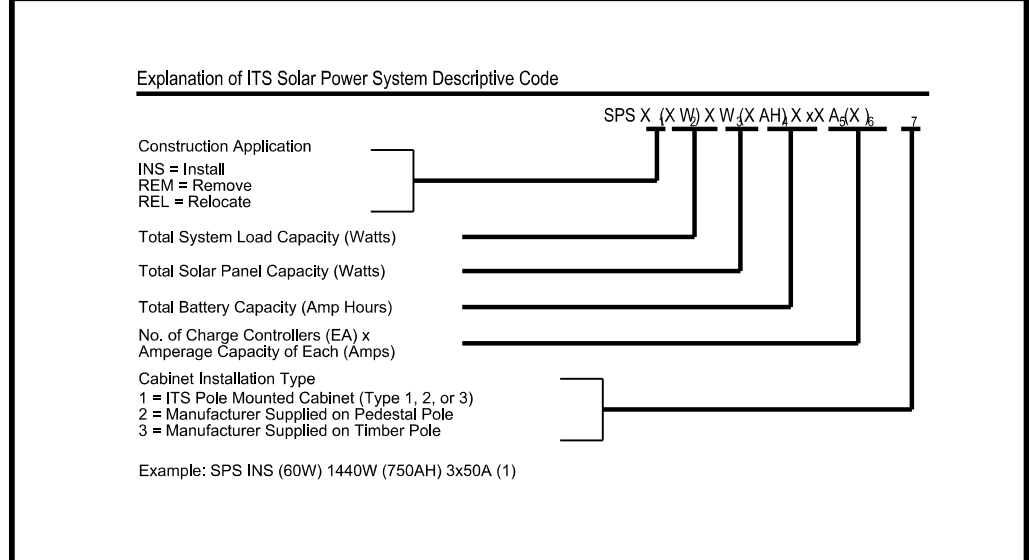 Explanation of ITS Solar Power System Descriptive Code
SPS X (X W) X W (X AH) X xX A (X )
1 2 3 4 5 6 7
Construction Application
INS = Install
REM = Remove
REL = Relocate
Total System Load Capacity (Watts)
Total Solar Panel Capacity (Watts)
Total Battery Capacity (Amp Hours)
No. of Charge Controllers (EA) x
Amperage Capacity of Each (Amps)
Cabinet Installation Type
1 = ITS Pole Mounted Cabinet (Type 1, 2, or 3)
2 = Manufacturer Supplied on Pedestal Pole
3 = Manufacturer Supplied on Timber Pole
Example: SPS INS (60W) 1440W (750AH) 3x50A (1)